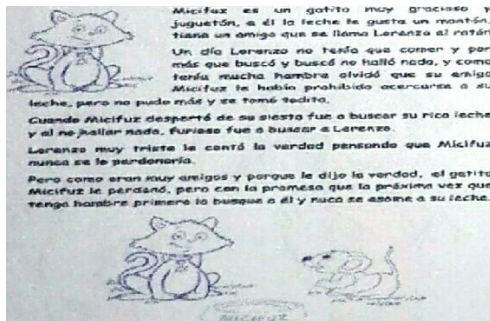 Micifuz es un gatito muy gracioso y
juguetón, a él la leche le gusta un montón,
tiene un amigo que se llama Lorenzo el ratón
Un día Lorenzo no tenía que comer y por
más que buscó y buscó no halló nada, y como
tenía mucha hambre olvidó que su amigo
Micifuz le había prohibido acercarse a su
leche, pero no pudo más y se tomó todita.
Cuando Micifuz despertó de su siesta fue a buscar su rica leche
y al no hallar nada, furioso fue a buscar a Lorenzo.
Lorenzo muy triste le contó la verdad pensando que Micifuz
nunca se lo perdonaría.
Pero como eran muy amigos y porque le dijo la verdad, el gatito
Micifuz le perdonó, pero con la promesa que la próxima vez que
tenga hambre primero lo busque a él y nuca se asome a su leche.
MICIFUZ